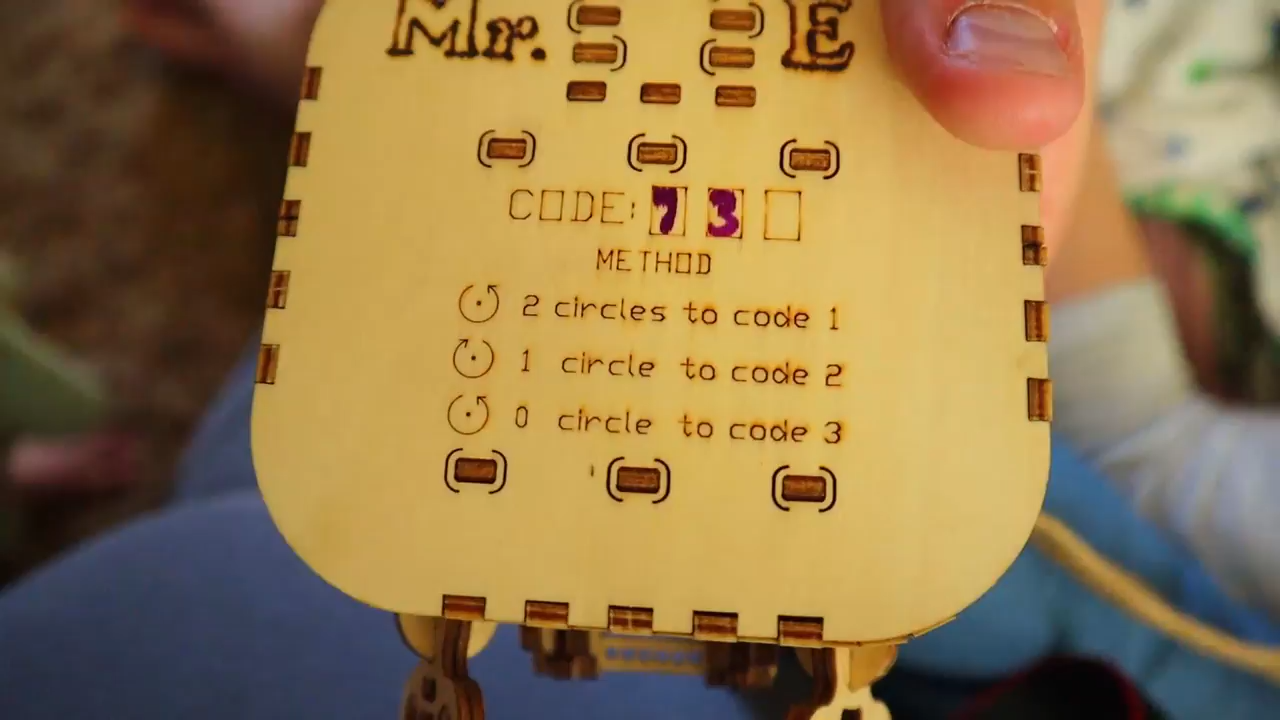 Mr. E
CODE: 7 3
METHOD
2 circles to code 1
1 circle to code 2
0 circle to code 3